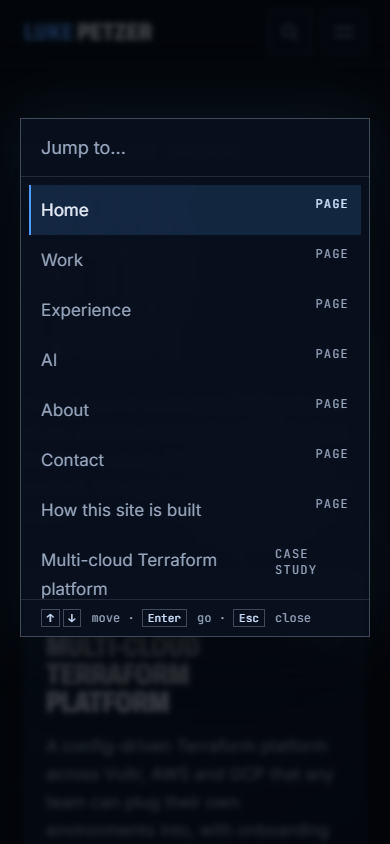 LUKE PETZER
Jump to...
Home PAGE
Work PAGE
Experience PAGE
AI PAGE
About PAGE
Contact PAGE
How this site is built PAGE
Multi-cloud Terraform CASE
platform STUDY
↑ ↓ move · Enter go · Esc close
MULTI-CLOUD
TERRAFORM
PLATFORM
A config-driven Terraform platform
across Vultr, AWS and GCP that any
team can plug their own
environments into, with onboarding